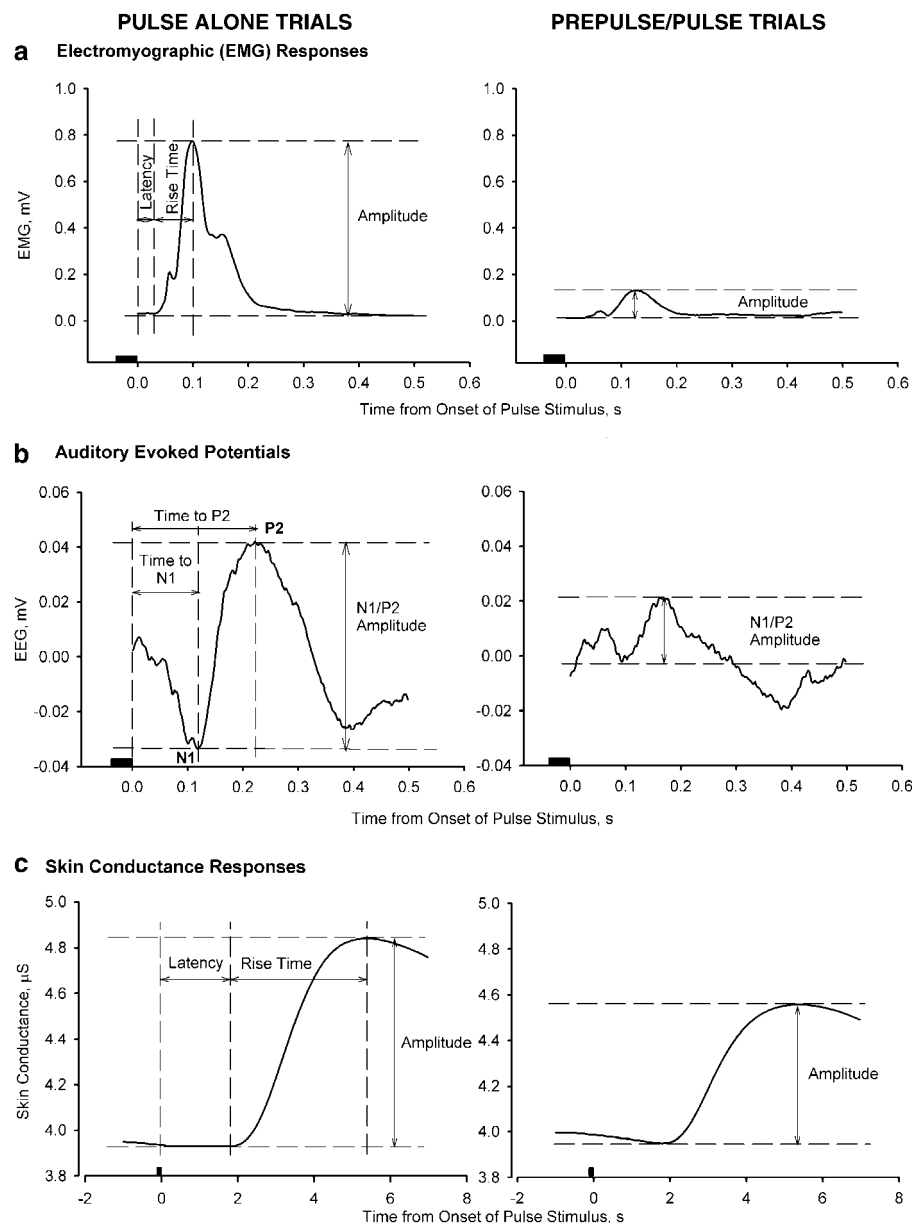 PULSE ALONE TRIALS PREPULSE/PULSE TRIALS
a Electromyographic (EMG) Responses
EMG, mV
1.0
0.8
0.6
0.4
0.2
0.0
Latency
Rise Time
Amplitude
0.0 0.1 0.2 0.3 0.4 0.5 0.6
1.0
0.8
0.6
0.4
0.2
0.0
Amplitude
0.0 0.1 0.2 0.3 0.4 0.5 0.6
Time from Onset of Pulse Stimulus, s
b Auditory Evoked Potentials
EEG, mV
0.06
0.04
0.02
0.00
-0.02
-0.04
Time to P2
P2
Time to
N1
N1/P2
Amplitude
N1
0.0 0.1 0.2 0.3 0.4 0.5 0.6
0.06
0.04
0.02
0.00
-0.02
-0.04
N1/P2
Amplitude
0.0 0.1 0.2 0.3 0.4 0.5 0.6
Time from Onset of Pulse Stimulus, s
c Skin Conductance Responses
Skin Conductance, µS
5.0
4.8
4.6
4.4
4.2
4.0
3.8
Latency
Rise Time
Amplitude
-2 0 2 4 6 8
5.0
4.8
4.6
4.4
4.2
4.0
3.8
Amplitude
-2 0 2 4 6 8
Time from Onset of Pulse Stimulus, s